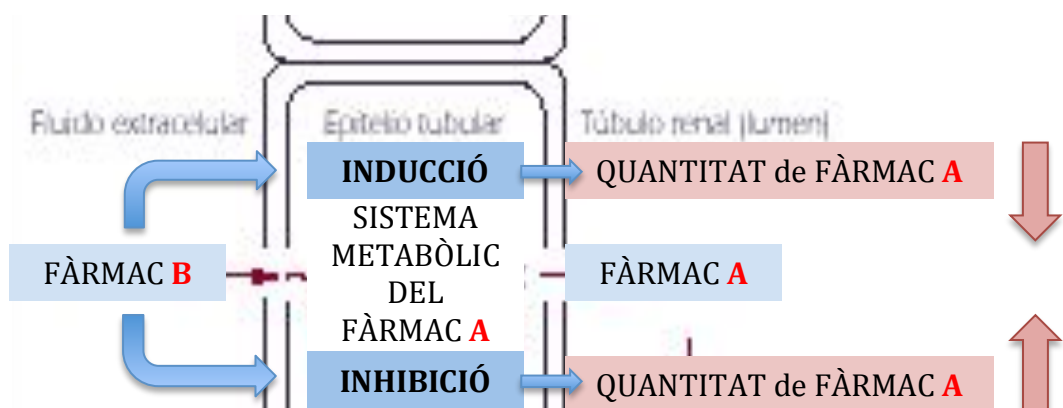 Fluido extracelular
Epitelio tubular
Túbulo renal (lumen)
INDUCCIÓ
QUANTITAT de FÀRMAC A
SISTEMA
METABÒLIC
DEL
FÀRMAC A
FÀRMAC B
FÀRMAC A
INHIBICIÓ
QUANTITAT de FÀRMAC A